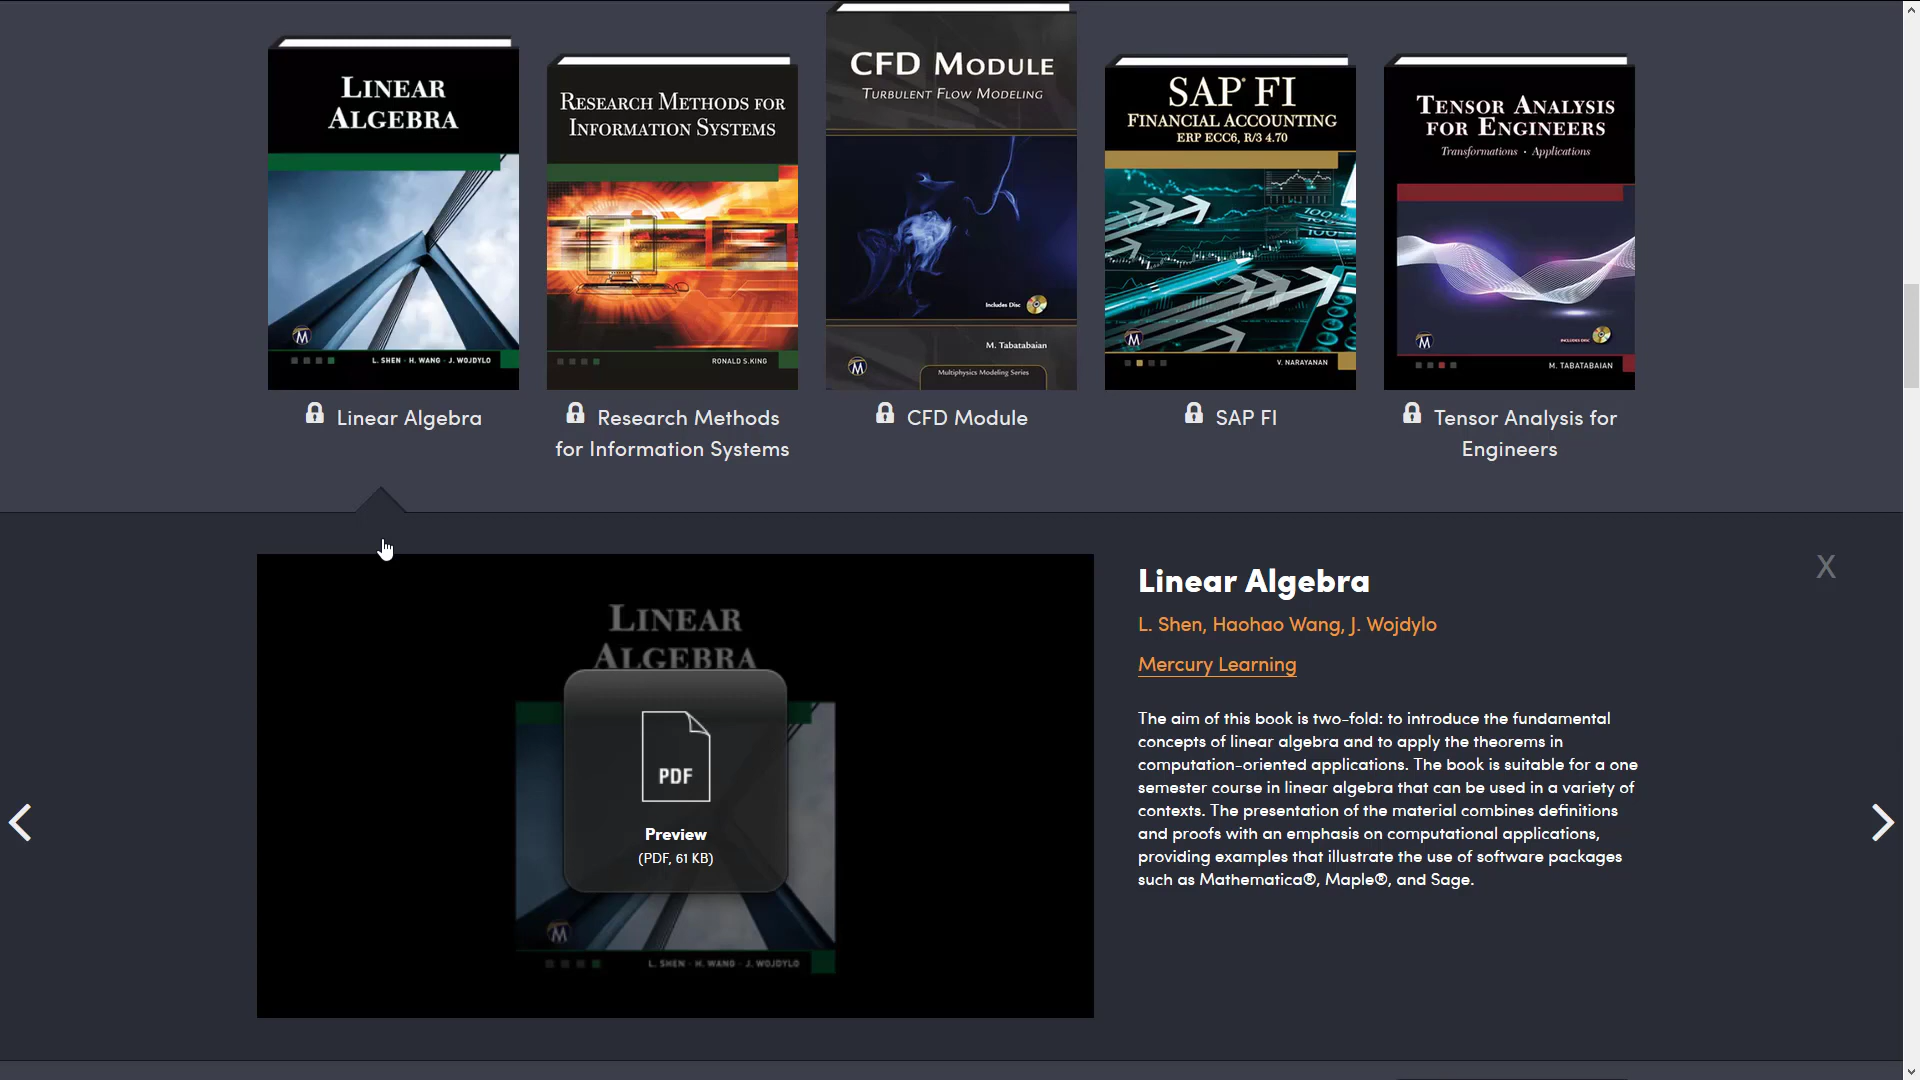 LINEAR
ALGEBRA
L. SHEN · H. WANG · J. WOJDYLO
RESEARCH METHODS FOR
INFORMATION SYSTEMS
RONALD S.KING
CFD MODULE
TURBULENT FLOW MODELING
Includes Disc
M. Tabatabaian
Multiphysics Modeling Series
SAP® FI
FINANCIAL ACCOUNTING
ERP ECC6, R/3 4.70
V. NARAYANAN
TENSOR ANALYSIS
FOR ENGINEERS
Transformations · Applications
INCLUDES DISC
M. TABATABAIAN
Linear Algebra
Research Methods
for Information Systems
CFD Module
SAP FI
Tensor Analysis for
Engineers
LINEAR
ALGEBRA
PDF
Preview
(PDF, 61 KB)
L. SHEN · H. WANG · J. WOJDYLO
Linear Algebra
X
L. Shen, Haohao Wang, J. Wojdylo
Mercury Learning
The aim of this book is two-fold: to introduce the fundamental
concepts of linear algebra and to apply the theorems in
computation-oriented applications. The book is suitable for a one
semester course in linear algebra that can be used in a variety of
contexts. The presentation of the material combines definitions
and proofs with an emphasis on computational applications,
providing examples that illustrate the use of software packages
such as Mathematica®, Maple®, and Sage.